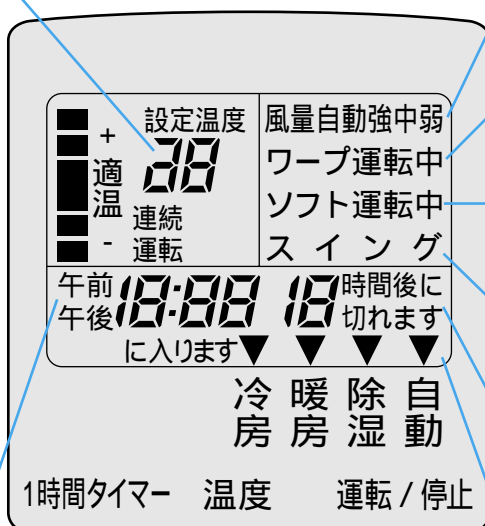 設定温度
+
適温
-
28
連続
運転
風量自動強中弱
ワープ運転中
ソフト運転中
スイング
午前
午後
18:88
18
時間後に
切れます
に入ります▼ ▼ ▼ ▼
冷房 暖房 除湿 自動
1時間タイマー 温度 運転 / 停止